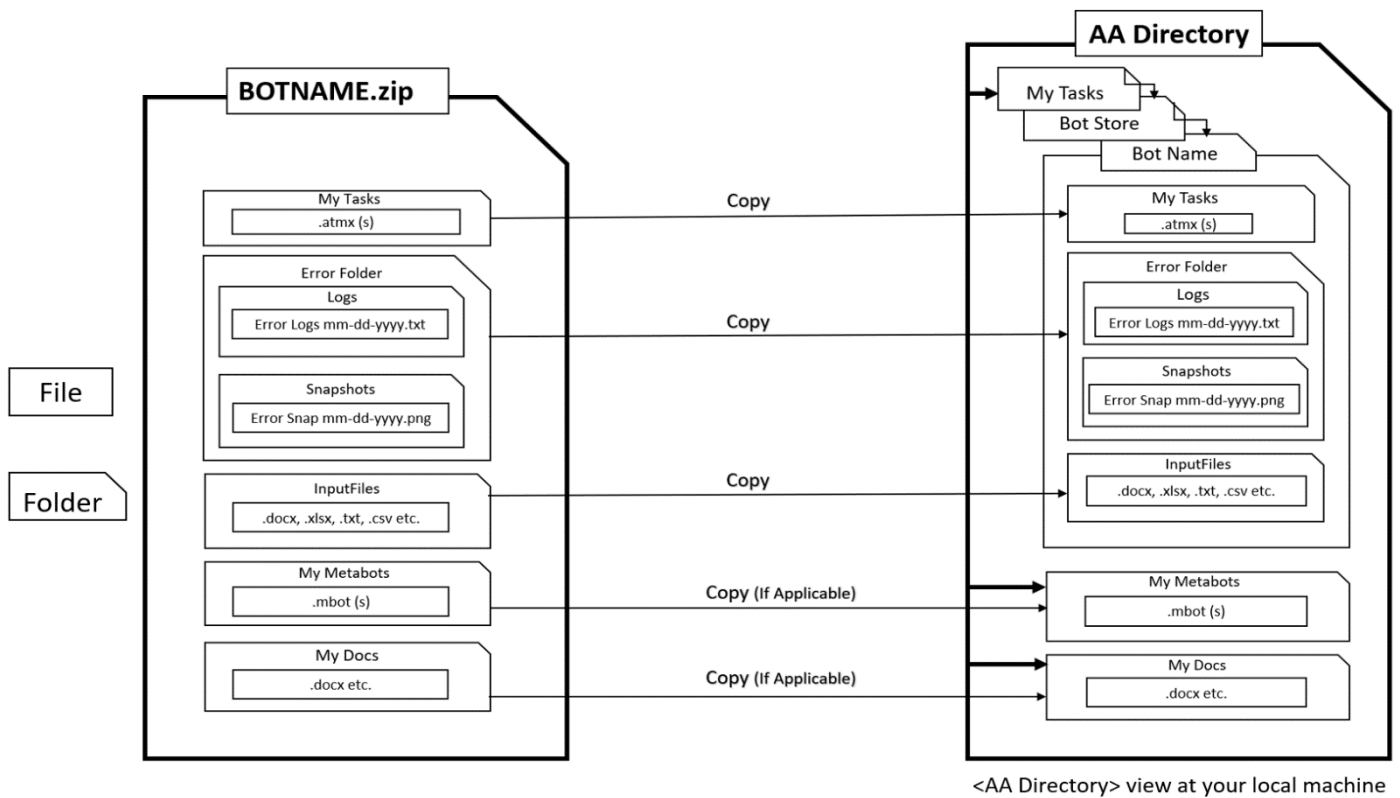 AA Directory
BOTNAME.zip
My Tasks
Bot Store
Bot Name
My Tasks
.atmx (s)
Copy
My Tasks
.atmx (s)
Error Folder
Logs
Error Logs mm-dd-yyyy.txt
Snapshots
Error Snap mm-dd-yyyy.png
Copy
Error Folder
Logs
Error Logs mm-dd-yyyy.txt
Snapshots
Error Snap mm-dd-yyyy.png
File
Folder
InputFiles
.docx, .xlsx, .txt, .csv etc.
Copy
InputFiles
.docx, .xlsx, .txt, .csv etc.
My Metabots
.mbot (s)
Copy (If Applicable)
My Metabots
.mbot (s)
My Docs
.docx etc.
Copy (If Applicable)
My Docs
.docx etc.
<AA Directory> view at your local machine